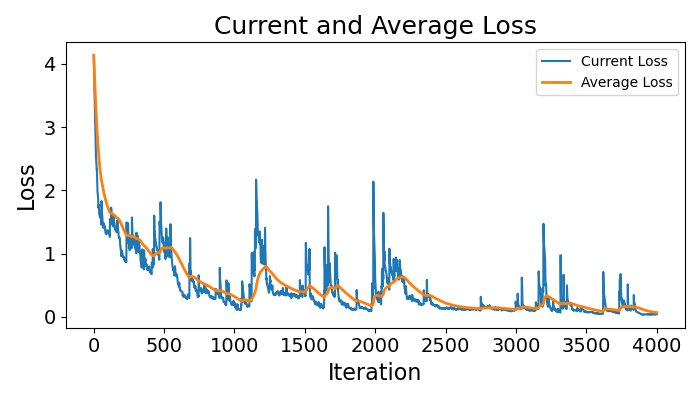 Current and Average Loss
Current Loss
Average Loss
Loss
4
3
2
1
0
0 500 1000 1500 2000 2500 3000 3500 4000
Iteration